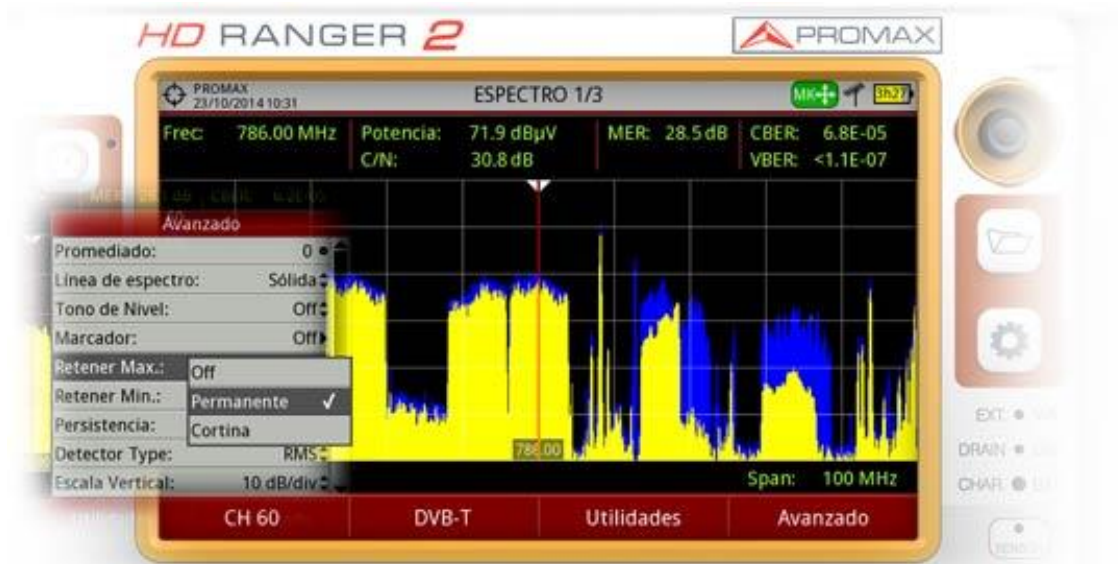 HD RANGER 2
PROMAX
PROMAX
23/10/2014 10:31
ESPECTRO 1/3
MK
3h27
Frec: 786.00 MHz
Potencia: 71.9 dBµV
MER: 28.5 dB
CBER: 6.8E-05
C/N: 30.8 dB
VBER: <1.1E-07
Avanzado
Promediado: 0
Línea de espectro: Sólida
Tono de Nivel: Off
Marcador: Off
Retener Max.:
Off
Retener Min.:
Permanente ✓
Persistencia:
Cortina
Detector Type: RMS
Escala Vertical: 10 dB/div
786.00
Span: 100 MHz
CH 60
DVB-T
Utilidades
Avanzado
EXT.
DRAIN
CHAR.